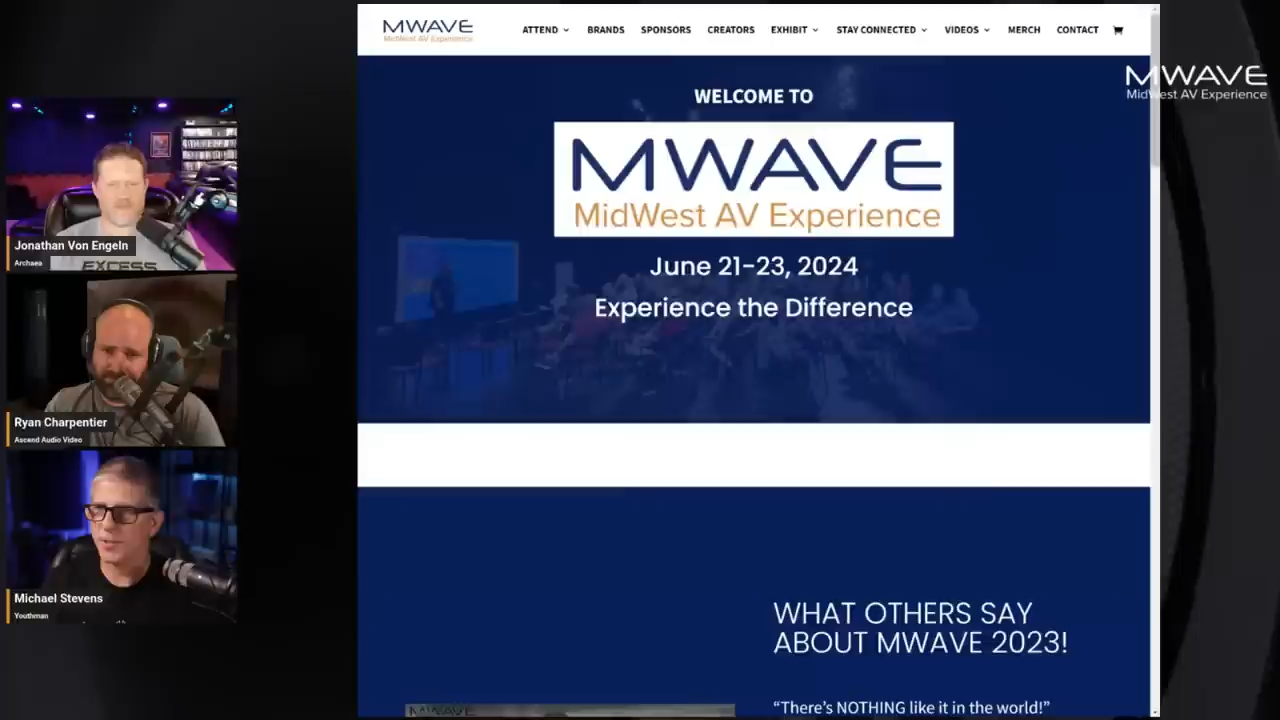 MWAVE
MidWest AV Experience
ATTEND
BRANDS
SPONSORS
CREATORS
EXHIBIT
STAY CONNECTED
VIDEOS
MERCH
CONTACT
MWAVE
MidWest AV Experience
WELCOME TO
MWAVE
MidWest AV Experience
June 21-23, 2024
Experience the Difference
EXCESS
Jonathan Von Engeln
Archaea
Ryan Charpentier
Ascend Audio Video
Michael Stevens
Youthman
WHAT OTHERS SAY
ABOUT MWAVE 2023!
"There's NOTHING like it in the world!"
MWAVE